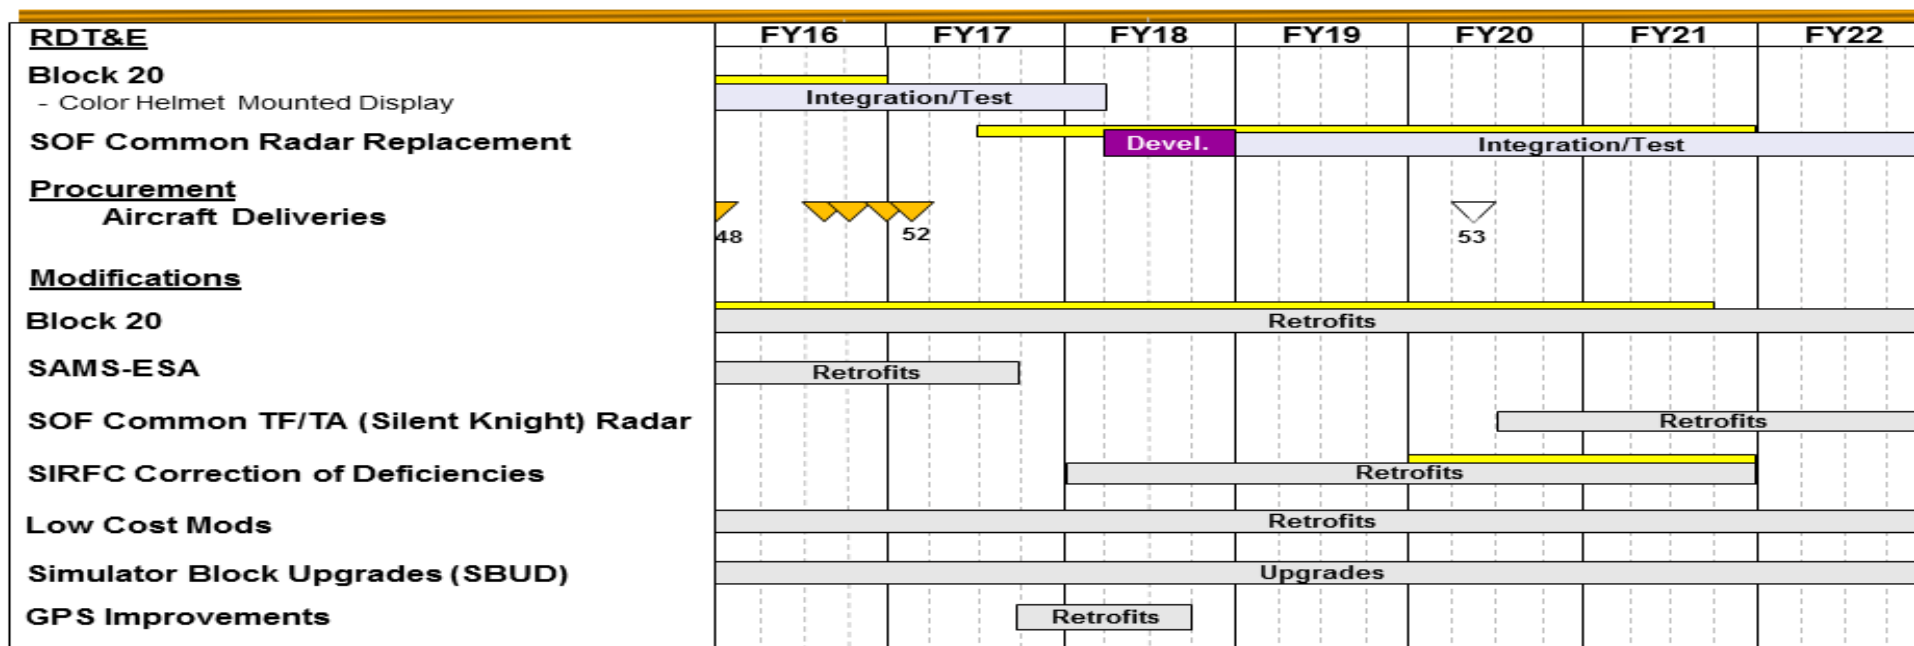 RDT&E FY16 FY17 FY18 FY19 FY20 FY21 FY22
Block 20
- Color Helmet Mounted Display Integration/Test
SOF Common Radar Replacement Devel. Integration/Test
Procurement
Aircraft Deliveries
48 52 53
Modifications
Block 20 Retrofits
SAMS-ESA Retrofits
SOF Common TF/TA (Silent Knight) Radar Retrofits
SIRFC Correction of Deficiencies Retrofits
Low Cost Mods Retrofits
Simulator Block Upgrades (SBUD) Upgrades
GPS Improvements Retrofits